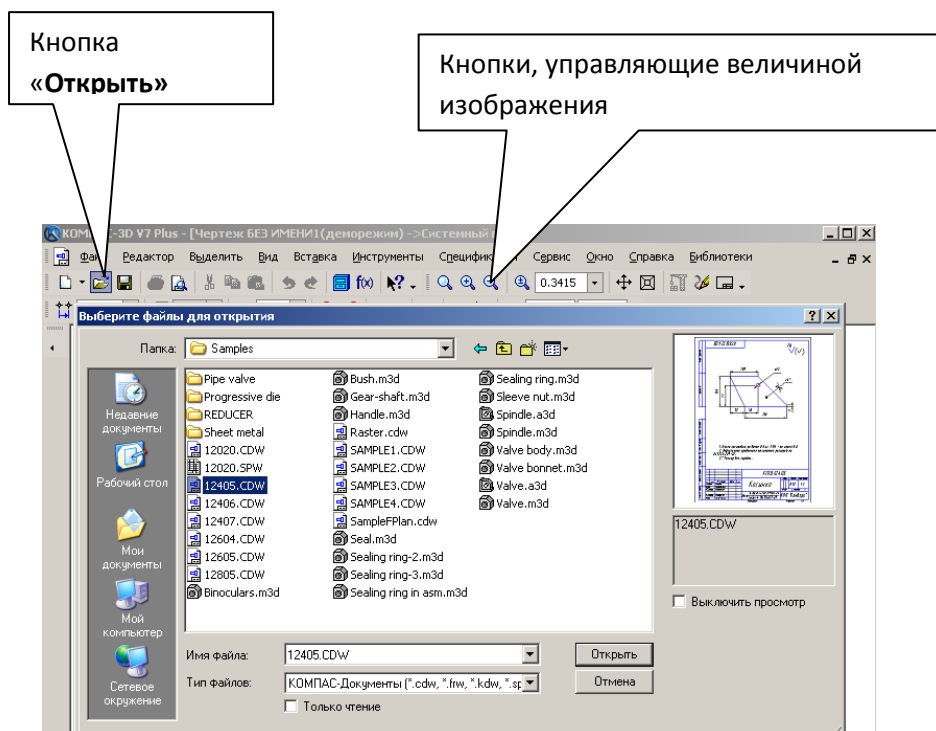 Кнопка
«Открыть»
Кнопки, управляющие величиной
изображения
-3D V7 Plus - [Чертеж БЕЗ ИМЕНИ1(деморежим) ->Системный
Редактор Выделить Вид Вставка Инструменты Сервис Окно Справка Библиотеки
f(x) 0.3415
Выберите файлы для открытия
Папка: Samples
Недавние
документы
Рабочий стол
Мои
документы
Мой
компьютер
Сетевое
окружение
Pipe valve
Progressive die
REDUCER
Sheet metal
12020.CDW
12020.SPW
12405.CDW
12406.CDW
12407.CDW
12604.CDW
12605.CDW
12805.CDW
Binoculars.m3d
Bush.m3d
Gear-shaft.m3d
Handle.m3d
Raster.cdw
SAMPLE1.CDW
SAMPLE2.CDW
SAMPLE3.CDW
SAMPLE4.CDW
SampleFPlan.cdw
Seal.m3d
Sealing ring-2.m3d
Sealing ring-3.m3d
Sealing ring in asm.m3d
Sealing ring.m3d
Sleeve nut.m3d
Spindle.a3d
Spindle.m3d
Valve body.m3d
Valve bonnet.m3d
Valve.a3d
Valve.m3d
Косынка
12405.CDW
Выключить просмотр
Имя файла: 12405.CDW Открыть
Тип файлов: КОМПАС-Документы (*.cdw, *.frw, *.kdw, *.sp Отмена
Только чтение